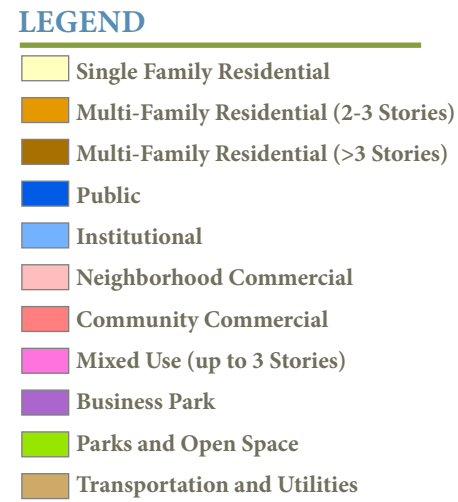 LEGEND
Single Family Residential
Multi-Family Residential (2-3 Stories)
Multi-Family Residential (>3 Stories)
Public
Institutional
Neighborhood Commercial
Community Commercial
Mixed Use (up to 3 Stories)
Business Park
Parks and Open Space
Transportation and Utilities